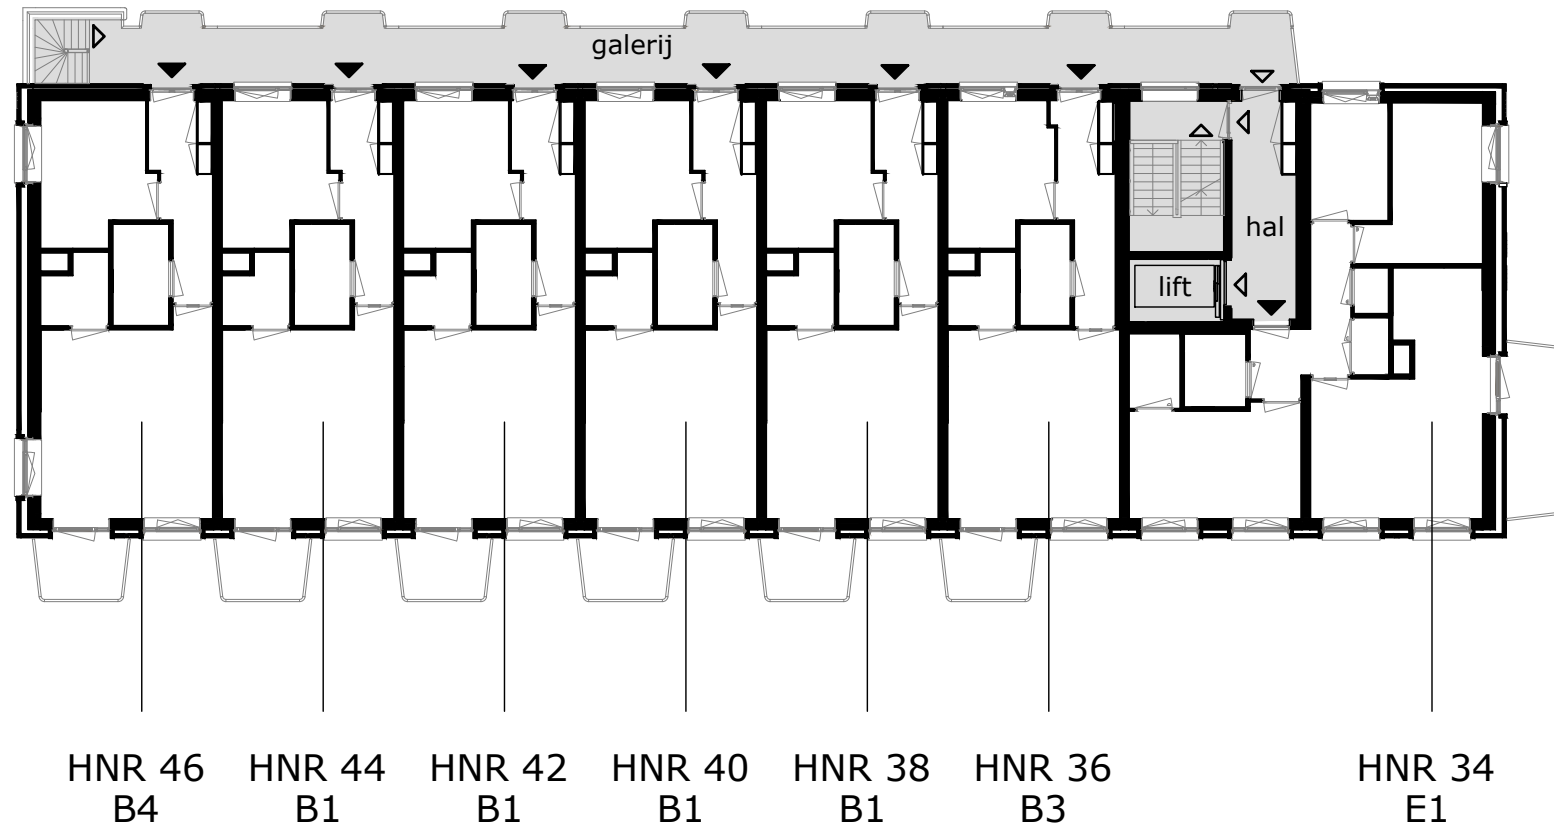 galerij
hal
lift
HNR 46
B4
HNR 44
B1
HNR 42
B1
HNR 40
B1
HNR 38
B1
HNR 36
B3
HNR 34
E1